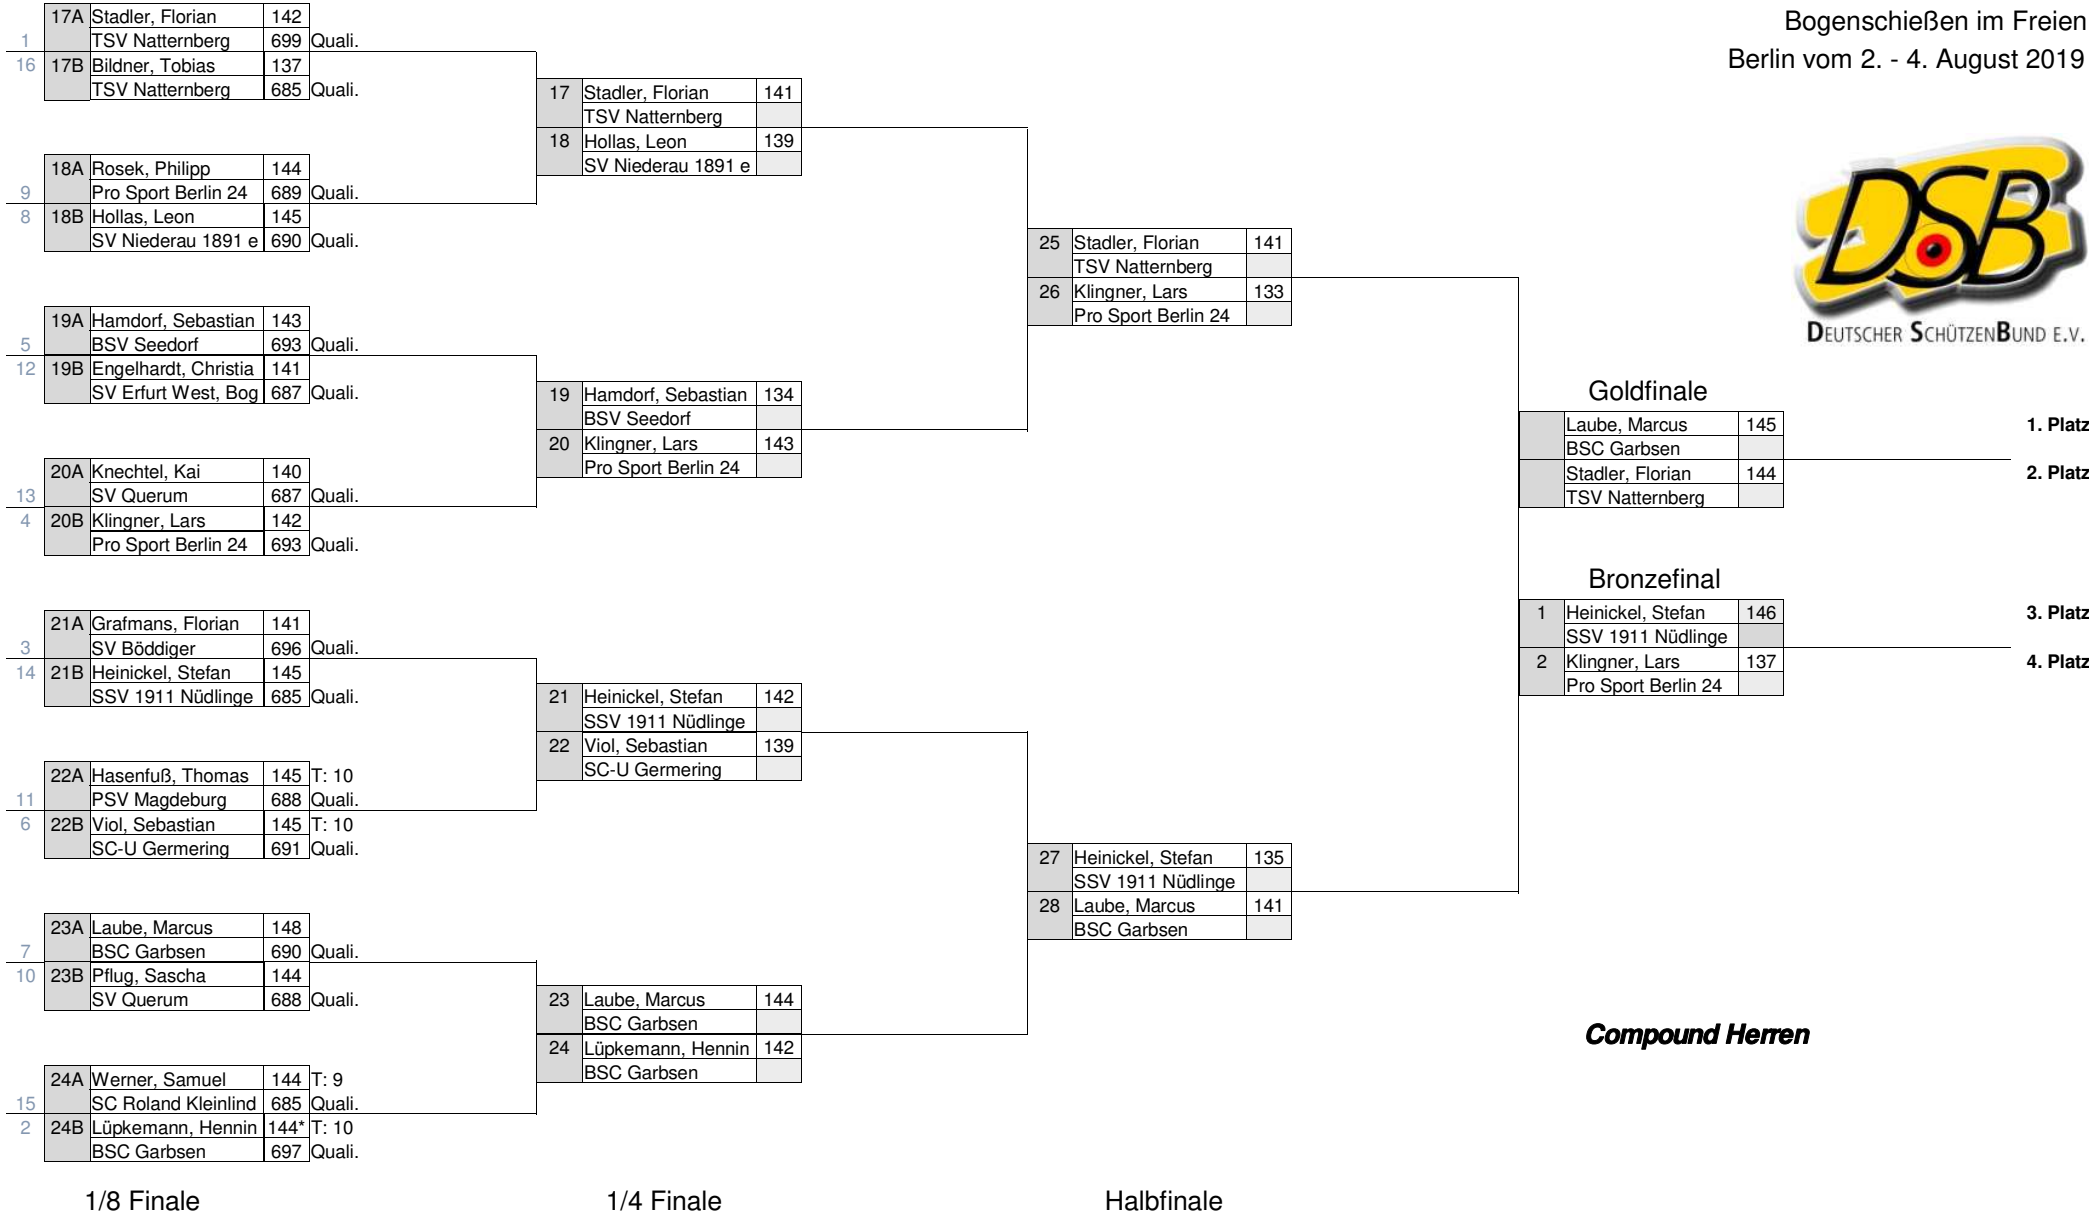 Bogenschießen im Freien
Berlin vom 2. - 4. August 2019
DSB
DEUTSCHER SCHÜTZENBUND E.V.
17A Stadler, Florian 142
1 TSV Natternberg 699 Quali.
16 17B Bildner, Tobias 137
TSV Natternberg 685 Quali.
18A Rosek, Philipp 144
9 Pro Sport Berlin 24 689 Quali.
8 18B Hollas, Leon 145
SV Niederau 1891 e 690 Quali.
19A Hamdorf, Sebastian 143
5 BSV Seedorf 693 Quali.
12 19B Engelhardt, Christia 141
SV Erfurt West, Bog 687 Quali.
20A Knechtel, Kai 140
13 SV Querum 687 Quali.
4 20B Klingner, Lars 142
Pro Sport Berlin 24 693 Quali.
21A Grafmans, Florian 141
3 SV Böddiger 696 Quali.
14 21B Heinickel, Stefan 145
SSV 1911 Nüdlinge 685 Quali.
22A Hasenfuß, Thomas 145 T: 10
11 PSV Magdeburg 688 Quali.
6 22B Viol, Sebastian 145 T: 10
SC-U Germering 691 Quali.
23A Laube, Marcus 148
7 BSC Garbsen 690 Quali.
10 23B Pflug, Sascha 144
SV Querum 688 Quali.
24A Werner, Samuel 144 T: 9
15 SC Roland Kleinlind 685 Quali.
2 24B Lüpkemann, Hennin 144* T: 10
BSC Garbsen 697 Quali.
1/8 Finale
17 Stadler, Florian 141
TSV Natternberg
18 Hollas, Leon 139
SV Niederau 1891 e
19 Hamdorf, Sebastian 134
BSV Seedorf
20 Klingner, Lars 143
Pro Sport Berlin 24
21 Heinickel, Stefan 142
SSV 1911 Nüdlinge
22 Viol, Sebastian 139
SC-U Germering
23 Laube, Marcus 144
BSC Garbsen
24 Lüpkemann, Hennin 142
BSC Garbsen
1/4 Finale
25 Stadler, Florian 141
TSV Natternberg
26 Klingner, Lars 133
Pro Sport Berlin 24
27 Heinickel, Stefan 135
SSV 1911 Nüdlinge
28 Laube, Marcus 141
BSC Garbsen
Halbfinale
Goldfinale
Laube, Marcus 145 1. Platz
BSC Garbsen
Stadler, Florian 144 2. Platz
TSV Natternberg
Bronzefinal
1 Heinickel, Stefan 146 3. Platz
SSV 1911 Nüdlinge
2 Klingner, Lars 137 4. Platz
Pro Sport Berlin 24
Compound Herren